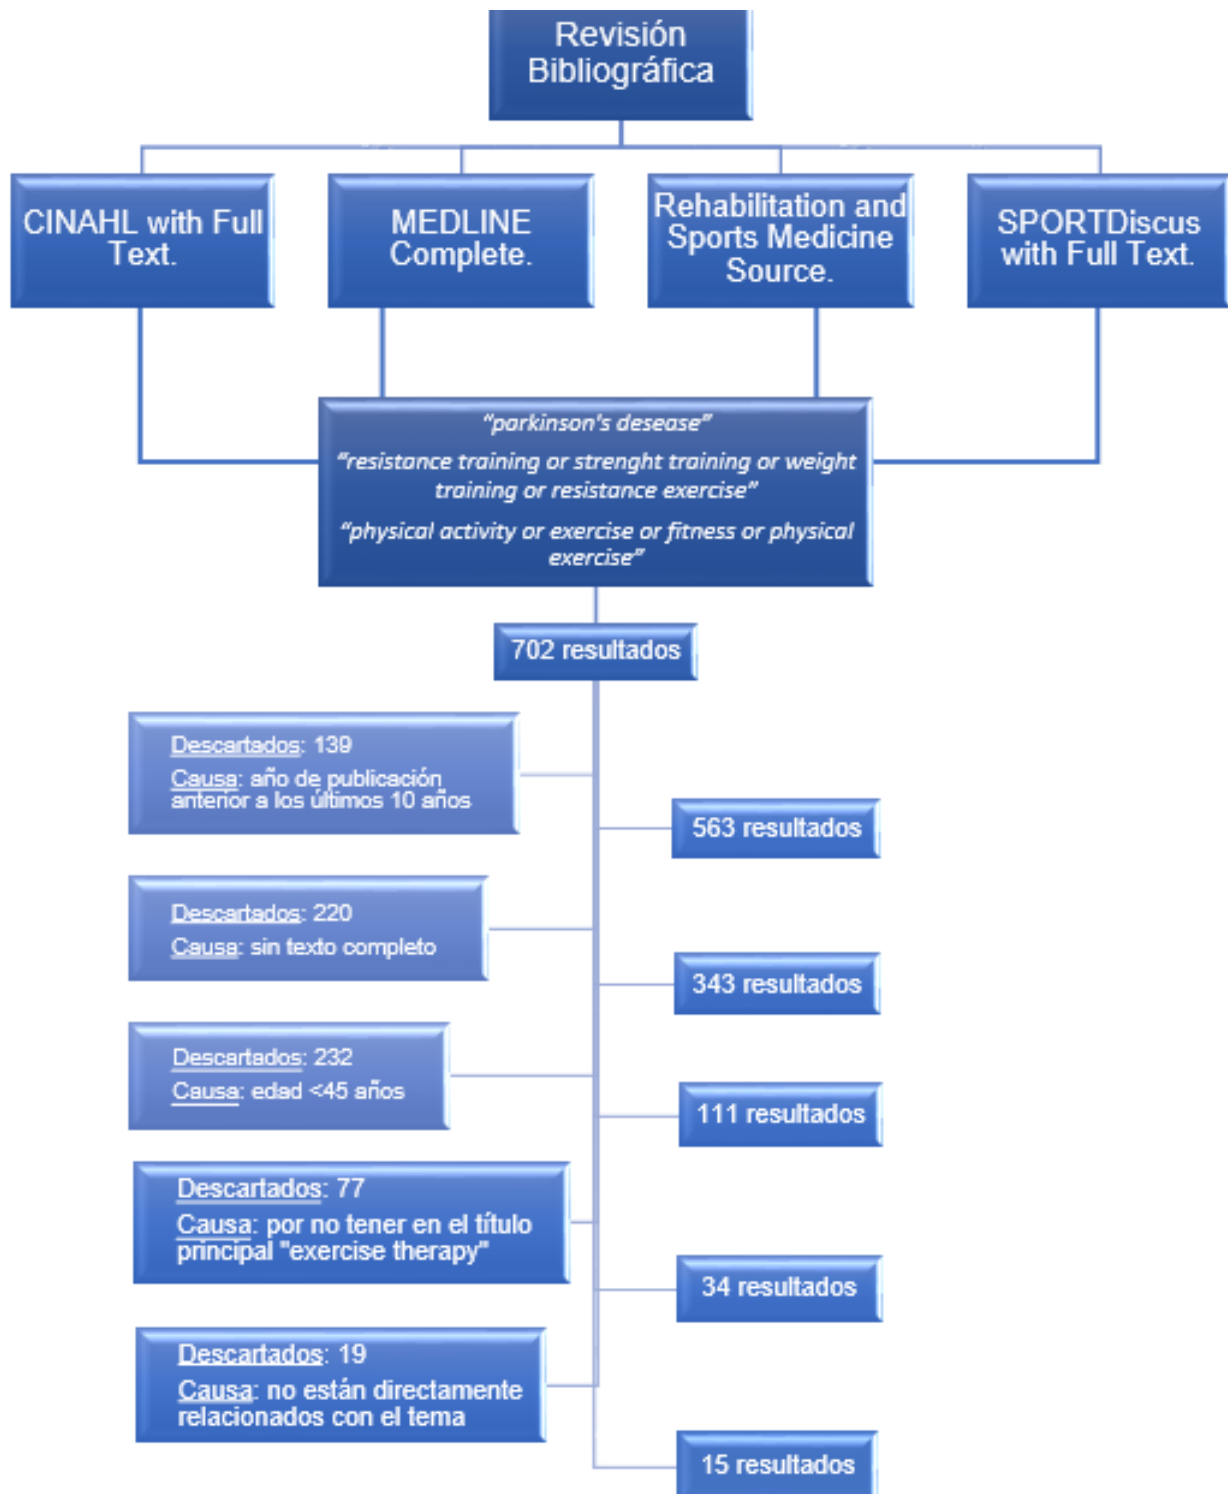 Revisión
Bibliográfica
CINAHL with Full
Text.
MEDLINE
Complete.
Rehabilitation and
Sports Medicine
Source.
SPORTDiscus
with Full Text.
“parkinson's desease”
“resistance training or strenght training or weight
training or resistance exercise”
“physical activity or exercise or fitness or physical
exercise”
702 resultados
Descartados: 139
Causa: año de publicación
anterior a los últimos 10 años
563 resultados
Descartados: 220
Causa: sin texto completo
343 resultados
Descartados: 232
Causa: edad <45 años
111 resultados
Descartados: 77
Causa: por no tener en el título
principal "exercise therapy"
34 resultados
Descartados: 19
Causa: no están directamente
relacionados con el tema
15 resultados